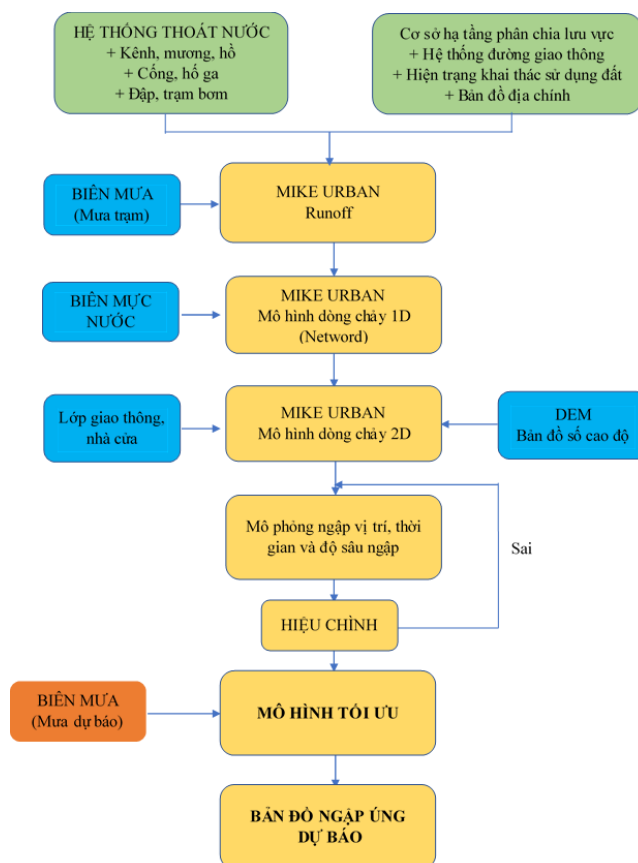 HỆ THỐNG THOÁT NƯỚC
+ Kênh, mương, hồ
+ Cống, hố ga
+ Đập, trạm bơm
Cơ sở hạ tầng phân chia lưu vực
+ Hệ thống đường giao thông
+ Hiện trạng khai thác sử dụng đất
+ Bản đồ địa chính
BIÊN MƯA
(Mưa trạm)
MIKE URBAN
Runoff
BIÊN MỰC
NƯỚC
MIKE URBAN
Mô hình dòng chảy 1D
(Netword)
Lớp giao thông,
nhà cửa
MIKE URBAN
Mô hình dòng chảy 2D
DEM
Bản đồ số cao độ
Mô phỏng ngập vị trí, thời
gian và độ sâu ngập
Sai
HIỆU CHỈNH
BIÊN MƯA
(Mưa dự báo)
MÔ HÌNH TỐI ƯU
BẢN ĐỒ NGẬP ÚNG
DỰ BÁO